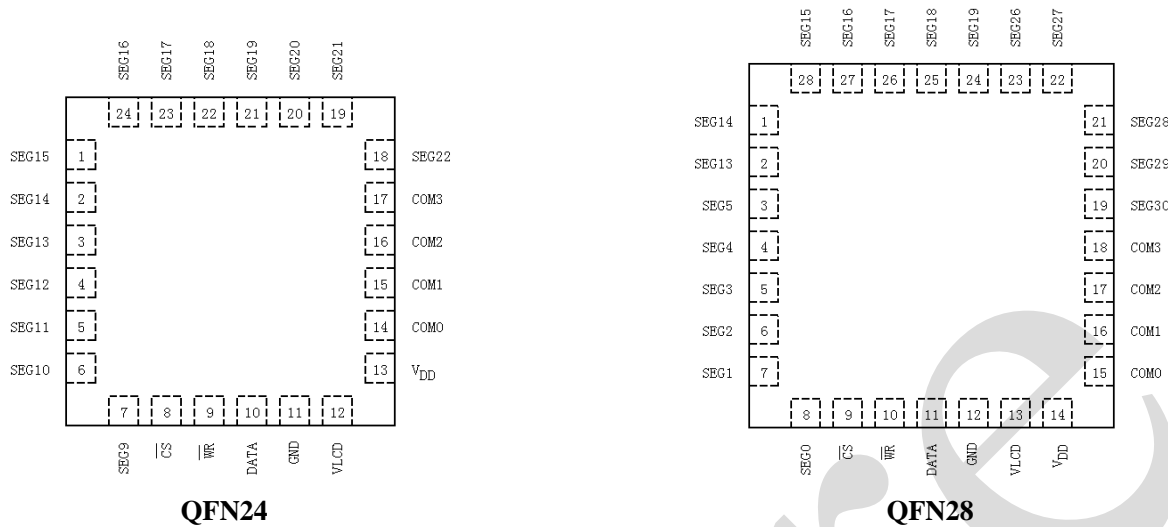 SEG16 SEG17 SEG18 SEG19 SEG20 SEG21
24 23 22 21 20 19
SEG15 1 18 SEG22
SEG14 2 17 COM3
SEG13 3 16 COM2
SEG12 4 15 COM1
SEG11 5 14 COM0
SEG10 6 13 VDD
7 8 9 10 11 12
SEG9 CS WR DATA GND VLCD
QFN24
SEG15 SEG16 SEG17 SEG18 SEG19 SEG26 SEG27
28 27 26 25 24 23 22
SEG14 1 21 SEG28
SEG13 2 20 SEG29
SEG5 3 19 SEG30
SEG4 4 18 COM3
SEG3 5 17 COM2
SEG2 6 16 COM1
SEG1 7 15 COM0
8 9 10 11 12 13 14
SEG0 CS WR DATA GND VLCD VDD
QFN28